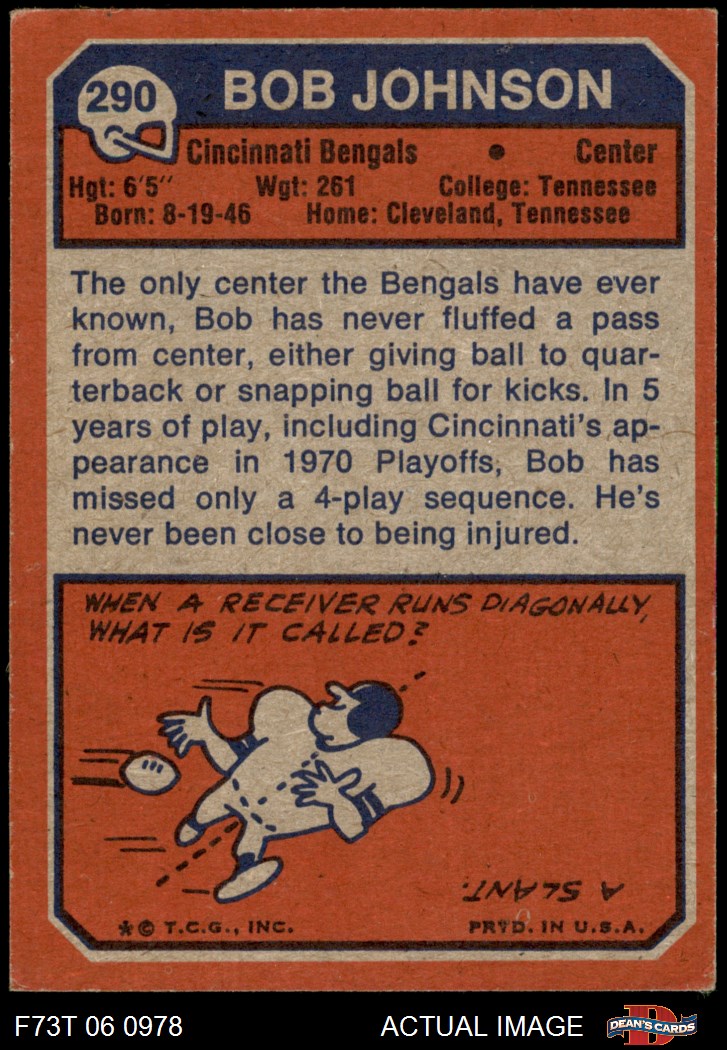 290
BOB JOHNSON
Cincinnati Bengals • Center
Hgt: 6'5" Wgt: 261 College: Tennessee
Born: 8-19-46 Home: Cleveland, Tennessee
The only center the Bengals have ever
known, Bob has never fluffed a pass
from center, either giving ball to quar-
terback or snapping ball for kicks. In 5
years of play, including Cincinnati's ap-
pearance in 1970 Playoffs, Bob has
missed only a 4-play sequence. He's
never been close to being injured.
WHEN A RECEIVER RUNS DIAGONALLY,
WHAT IS IT CALLED?
A SLANT.
* © T.C.G., INC. PRTD. IN U.S.A.
F73T 06 0978 ACTUAL IMAGE D DEAN'S CARDS